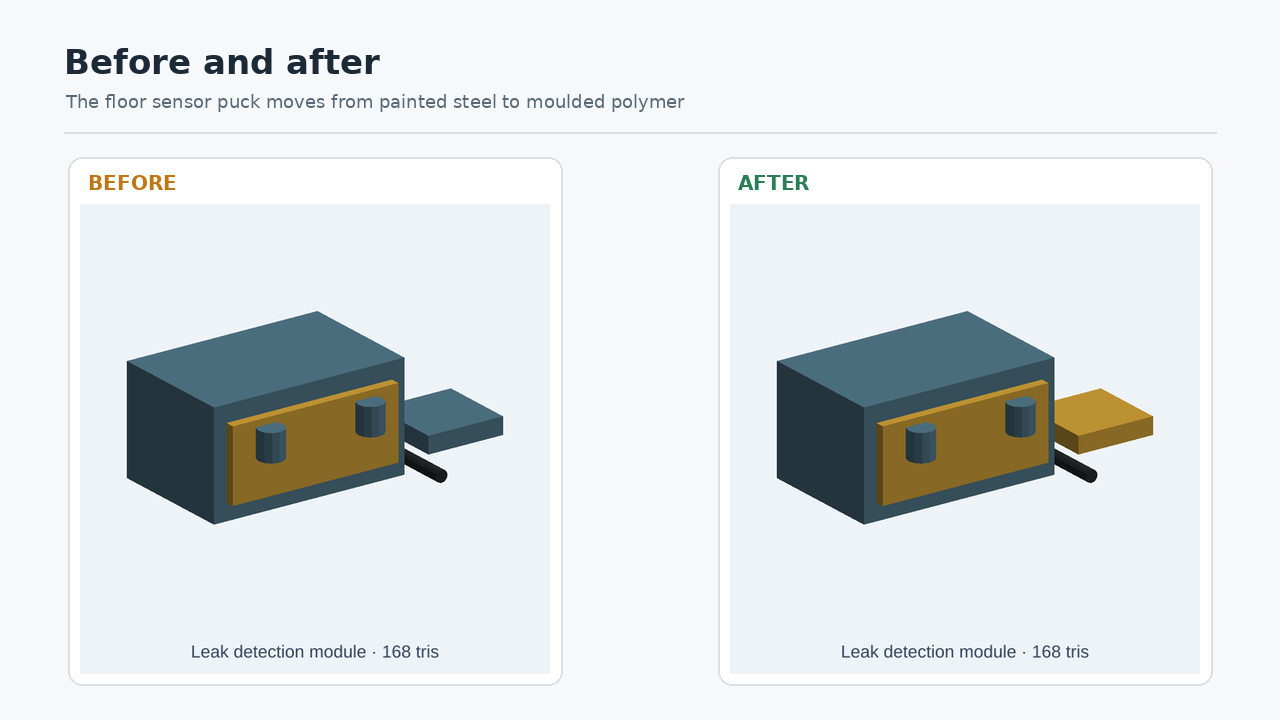 Before and after
The floor sensor puck moves from painted steel to moulded polymer
BEFORE
AFTER
Leak detection module · 168 tris
Leak detection module · 168 tris